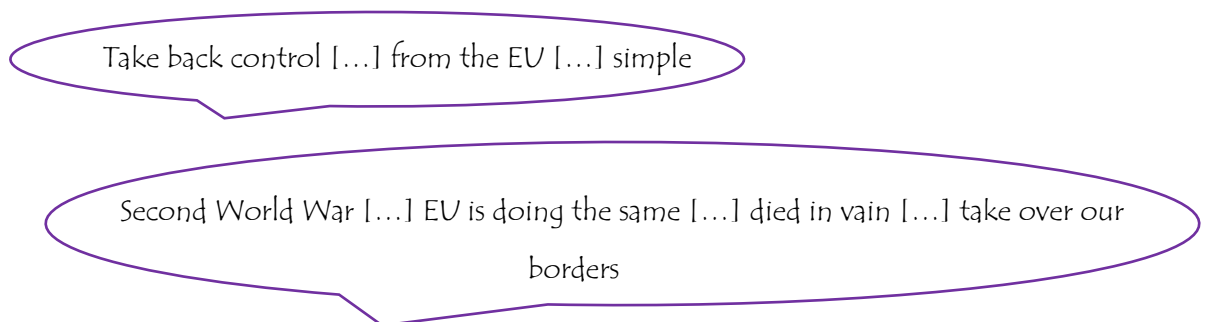 Take back control [...] from the EU [...] simple
Second World War [...] EU is doing the same [...] died in vain [...] take over our
borders